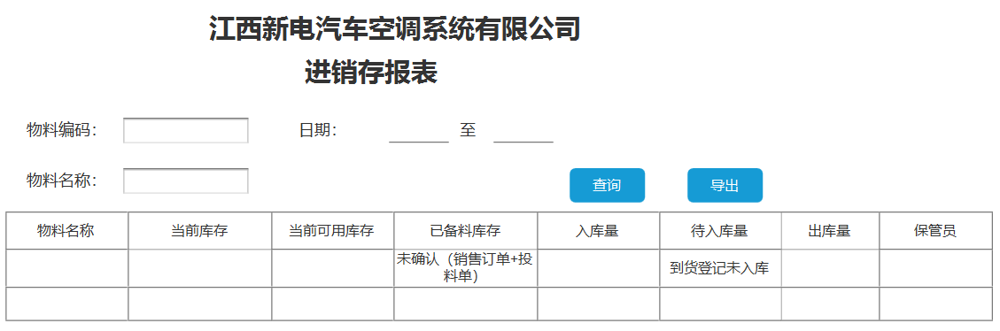 江西新电汽车空调系统有限公司
进销存报表
物料编码： 日期： 至
物料名称： 查询 导出
物料名称 当前库存 当前可用库存 已备料库存 入库量 待入库量 出库量 保管员
未确认（销售订单+投
料单） 到货登记未入库